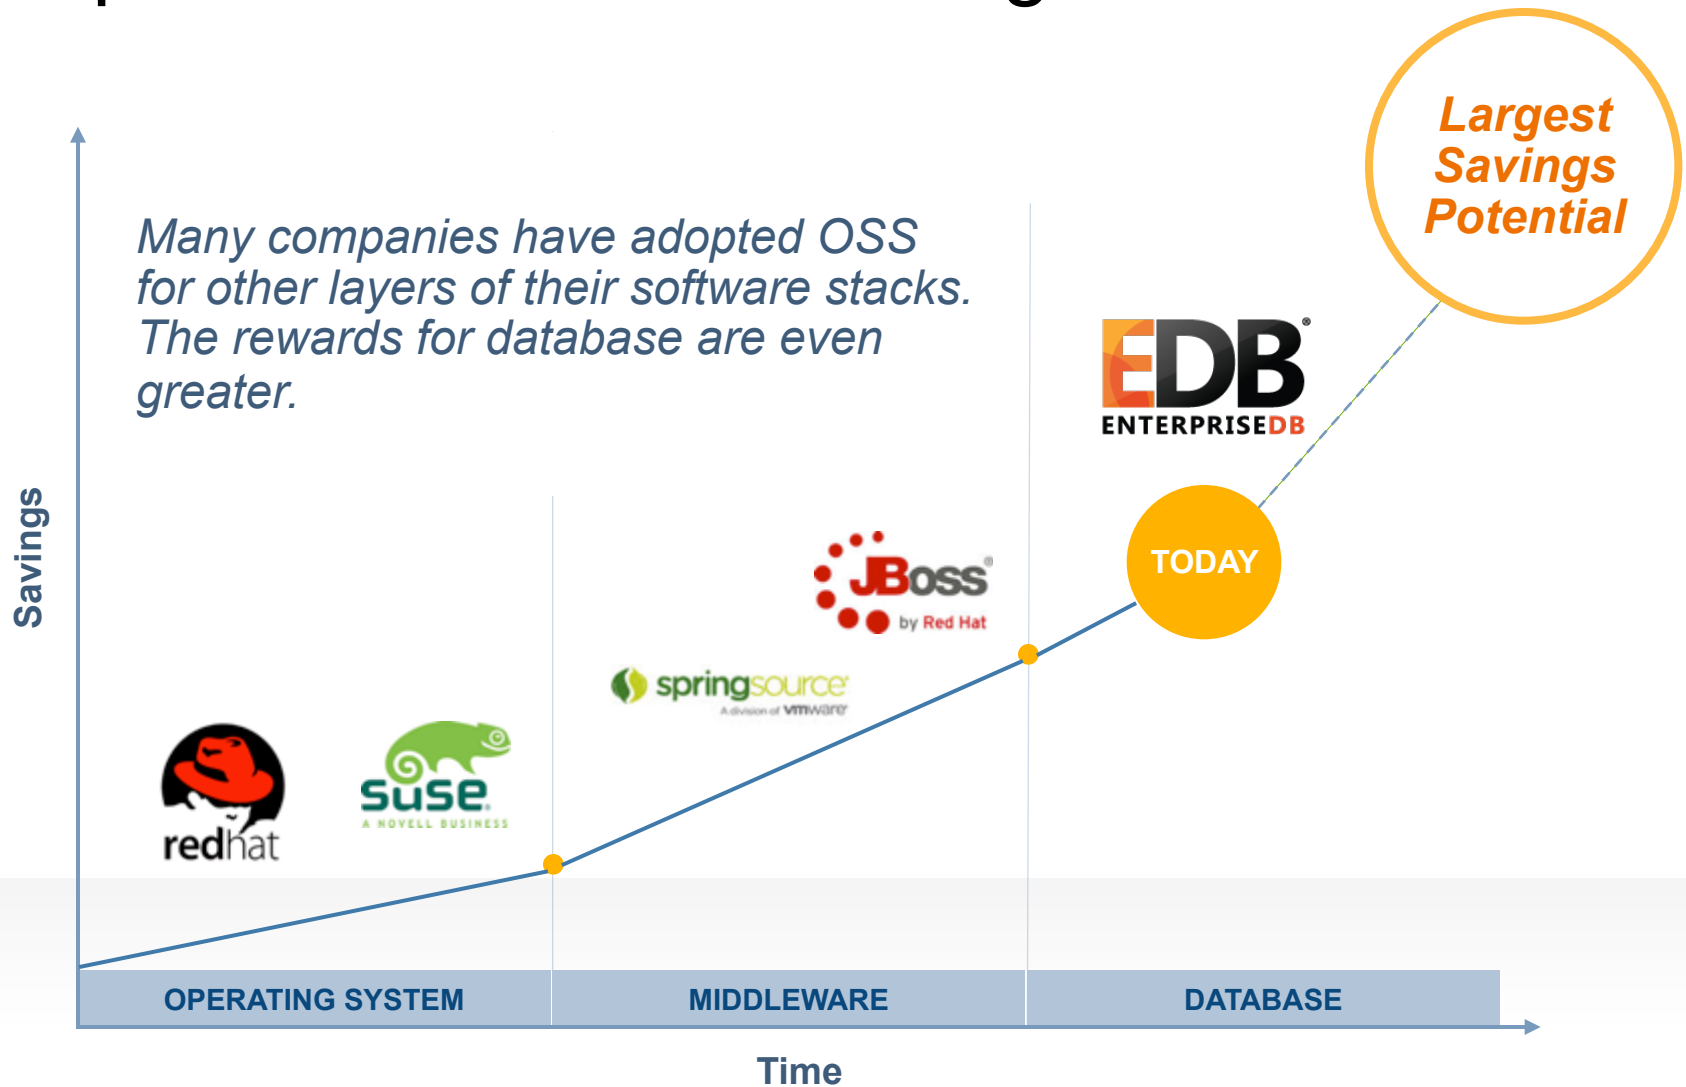 Largest
Savings
Potential
Many companies have adopted OSS
for other layers of their software stacks.
The rewards for database are even
greater.
EDB®
ENTERPRISEDB
Savings
TODAY
JBoss®
by Red Hat
springsource
A division of vmware
redhat
SUSE
A NOVELL BUSINESS
OPERATING SYSTEM
MIDDLEWARE
DATABASE
Time